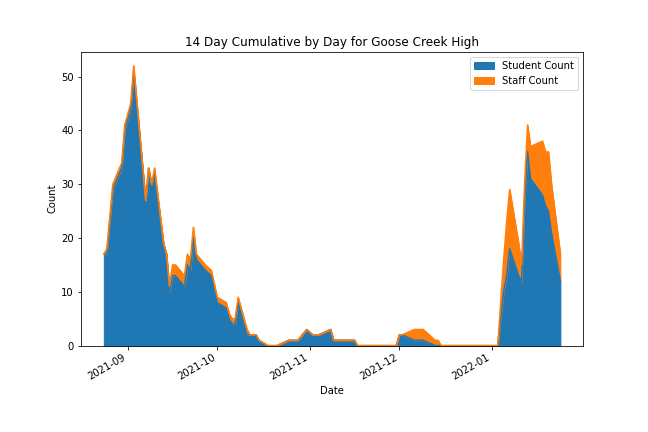 14 Day Cumulative by Day for Goose Creek High
Student Count
Staff Count
50
40
30
20
10
0
Count
2021-09
2021-10
2021-11
2021-12
2022-01
Date